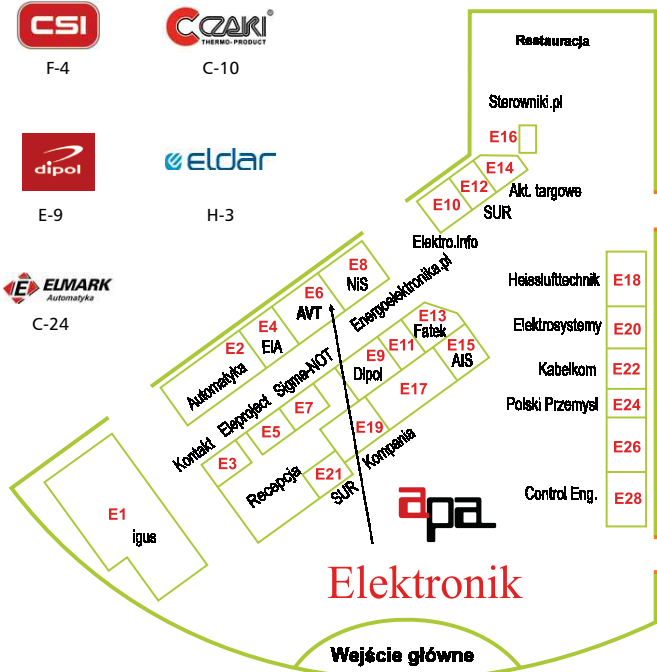 CSI
F-4
CZAKI®
THERMO-PRODUCT
C-10
dipol
E-9
eldar
H-3
E ELMARK
Automatyka
C-24
Restauracja
Sterowniki.pl
E16
E14
E12
E10
Akt. targowe
SUR
Elektro.Info
E8
NiS
E6
AVT
E4
EIA
E2
Automatyka
Energoelektronika.pl
Heisslufttechnik E18
Elektrosystemy E20
Kabelkom E22
Polski Przemysł E24
E26
Control Eng. E28
E13
Fatek
E15
AIS
E11
E9
Dipol
E17
Sigma-NOT
E7
Eleproject
E5
Kontakt
E3
E19
Kompania
E21
SUR
Recepcja
E1
igus
apa
Elektronik
Wejście główne